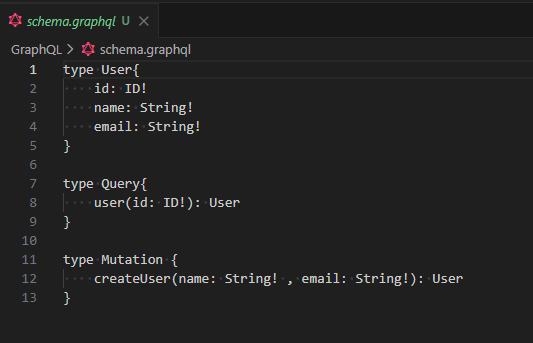 schema.graphql U
GraphQL > schema.graphql
1 type User{
2     id: ID!
3     name: String!
4     email: String!
5 }
6
7 type Query{
8     user(id: ID!): User
9 }
10
11 type Mutation {
12     createUser(name: String! , email: String!): User
13 }